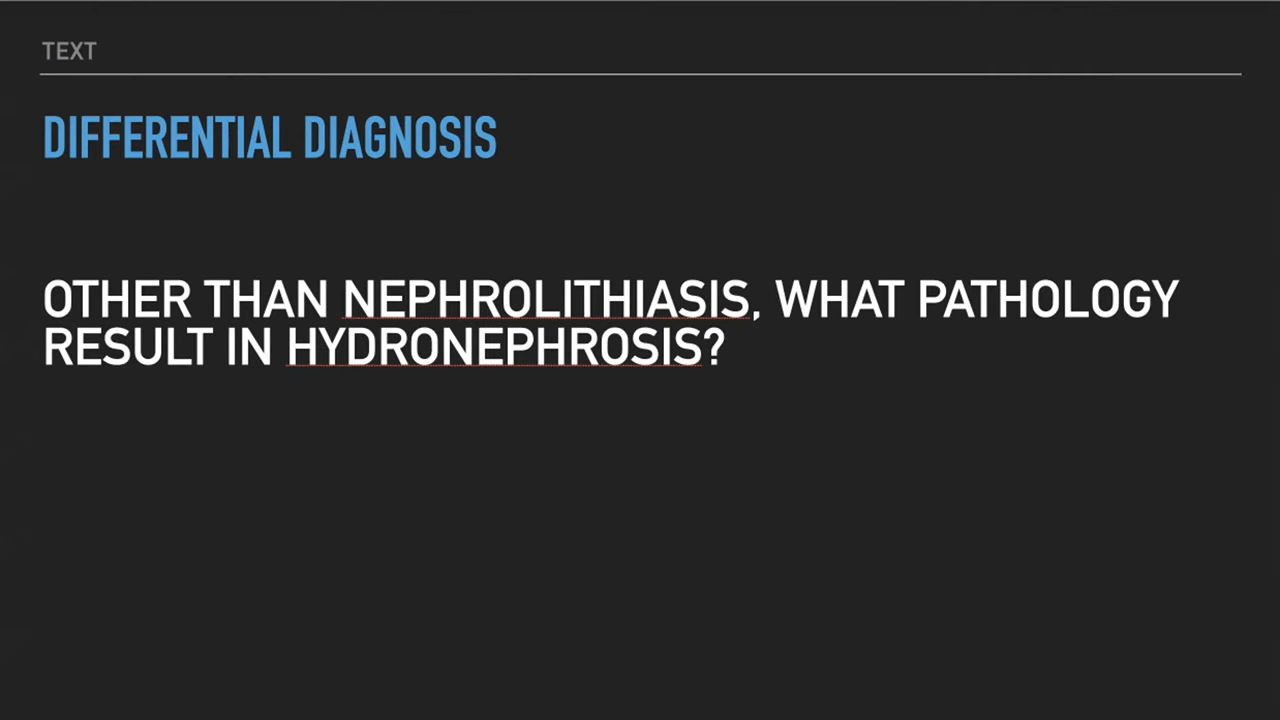 TEXT
DIFFERENTIAL DIAGNOSIS
OTHER THAN NEPHROLITHIASIS, WHAT PATHOLOGY
RESULT IN HYDRONEPHROSIS?